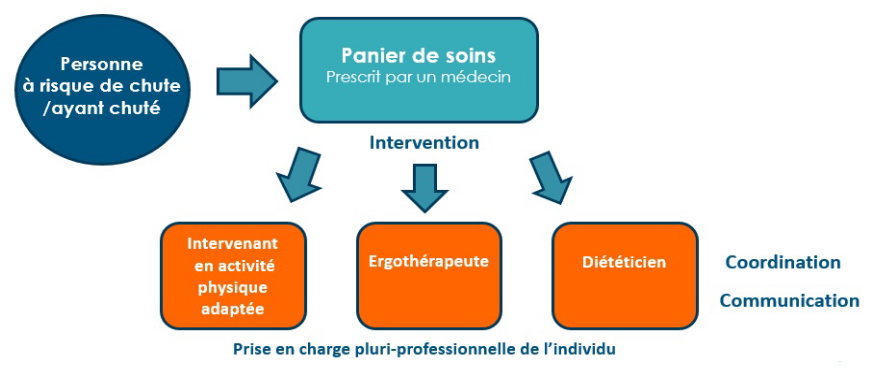 Personne
à risque de chute
/ayant chuté
Panier de soins
Prescrit par un médecin
Intervention
Intervenant
en activité
physique
adaptée
Ergothérapeute
Diététicien
Coordination
Communication
Prise en charge pluri-professionnelle de l’individu